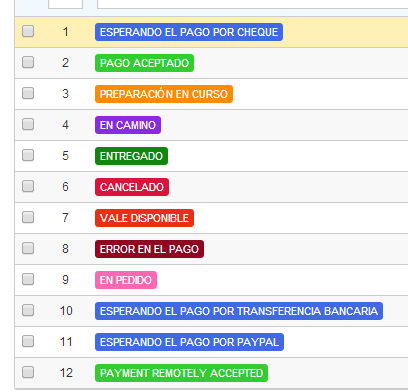 1 ESPERANDO EL PAGO POR CHEQUE
2 PAGO ACEPTADO
3 PREPARACIÓN EN CURSO
4 EN CAMINO
5 ENTREGADO
6 CANCELADO
7 VALE DISPONIBLE
8 ERROR EN EL PAGO
9 EN PEDIDO
10 ESPERANDO EL PAGO POR TRANSFERENCIA BANCARIA
11 ESPERANDO EL PAGO POR PAYPAL
12 PAYMENT REMOTELY ACCEPTED